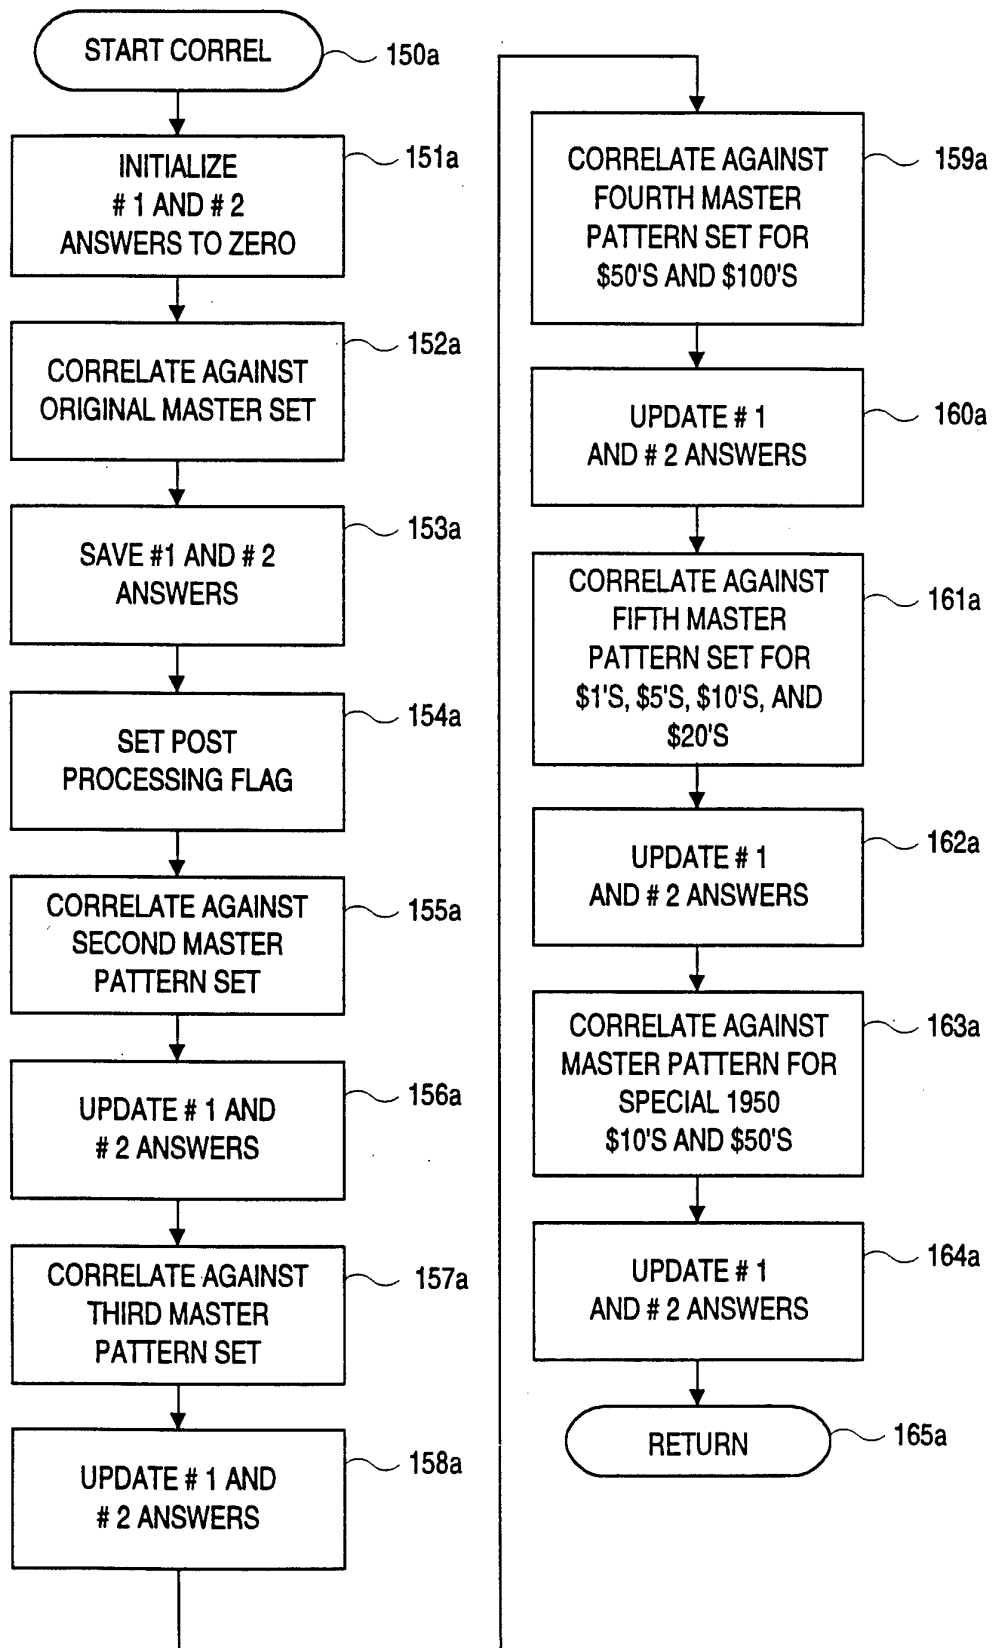 START CORREL
150a
INITIALIZE
# 1 AND # 2
ANSWERS TO ZERO
151a
CORRELATE AGAINST
ORIGINAL MASTER SET
152a
SAVE #1 AND # 2
ANSWERS
153a
SET POST
PROCESSING FLAG
154a
CORRELATE AGAINST
SECOND MASTER
PATTERN SET
155a
UPDATE # 1 AND
# 2 ANSWERS
156a
CORRELATE AGAINST
THIRD MASTER
PATTERN SET
157a
UPDATE # 1 AND
# 2 ANSWERS
158a
CORRELATE AGAINST
FOURTH MASTER
PATTERN SET FOR
$50'S AND $100'S
159a
UPDATE # 1
AND # 2 ANSWERS
160a
CORRELATE AGAINST
FIFTH MASTER
PATTERN SET FOR
$1'S, $5'S, $10'S, AND
$20'S
161a
UPDATE # 1
AND # 2 ANSWERS
162a
CORRELATE AGAINST
MASTER PATTERN FOR
SPECIAL 1950
$10'S AND $50'S
163a
UPDATE # 1
AND # 2 ANSWERS
164a
RETURN
165a